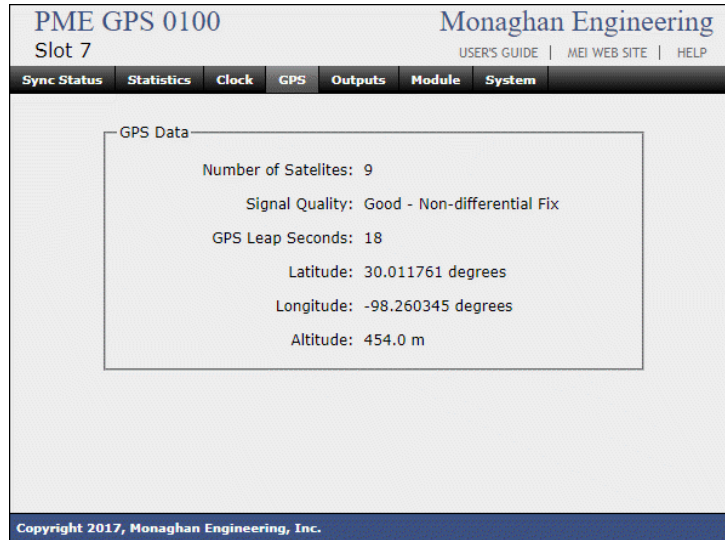 PME GPS 0100
Monaghan Engineering
Slot 7
USER'S GUIDE | MEI WEB SITE | HELP
Sync Status Statistics Clock GPS Outputs Module System
GPS Data
Number of Satelites: 9
Signal Quality: Good - Non-differential Fix
GPS Leap Seconds: 18
Latitude: 30.011761 degrees
Longitude: -98.260345 degrees
Altitude: 454.0 m
Copyright 2017, Monaghan Engineering, Inc.